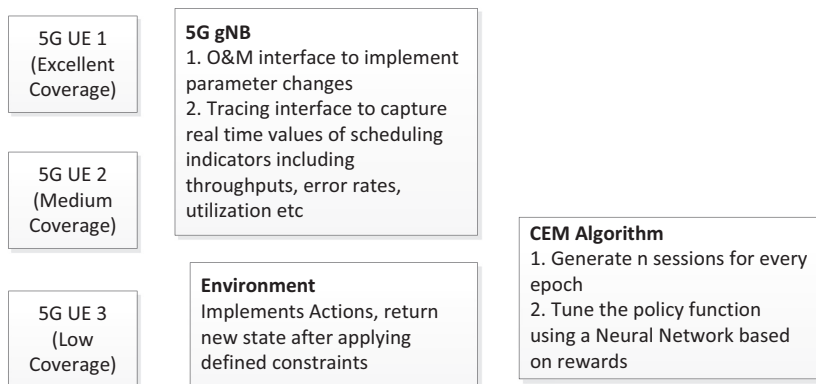 5G UE 1
(Excellent
Coverage)
5G gNB
1. O&M interface to implement
parameter changes
2. Tracing interface to capture
real time values of scheduling
indicators including
throughputs, error rates,
utilization etc
5G UE 2
(Medium
Coverage)
5G UE 3
(Low
Coverage)
Environment
Implements Actions, return
new state after applying
defined constraints
CEM Algorithm
1. Generate n sessions for every
epoch
2. Tune the policy function
using a Neural Network based
on rewards